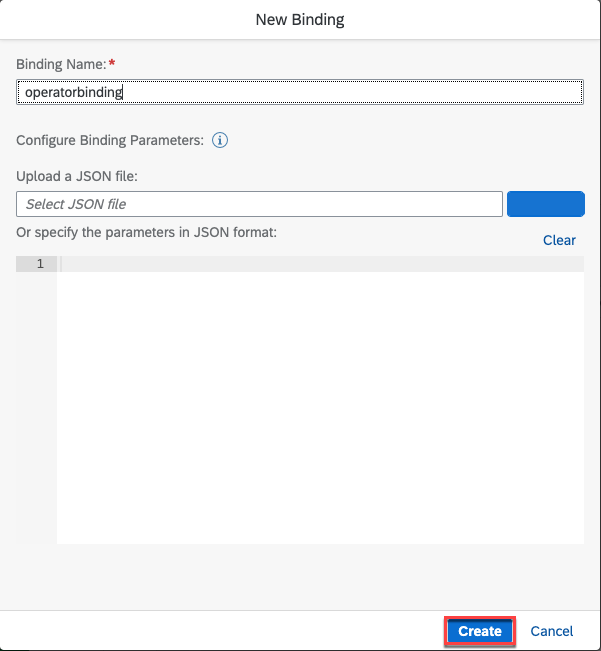 New Binding
Binding Name:*
operatorbinding
Configure Binding Parameters:
Upload a JSON file:
Select JSON file
Or specify the parameters in JSON format:
Clear
1
Create Cancel